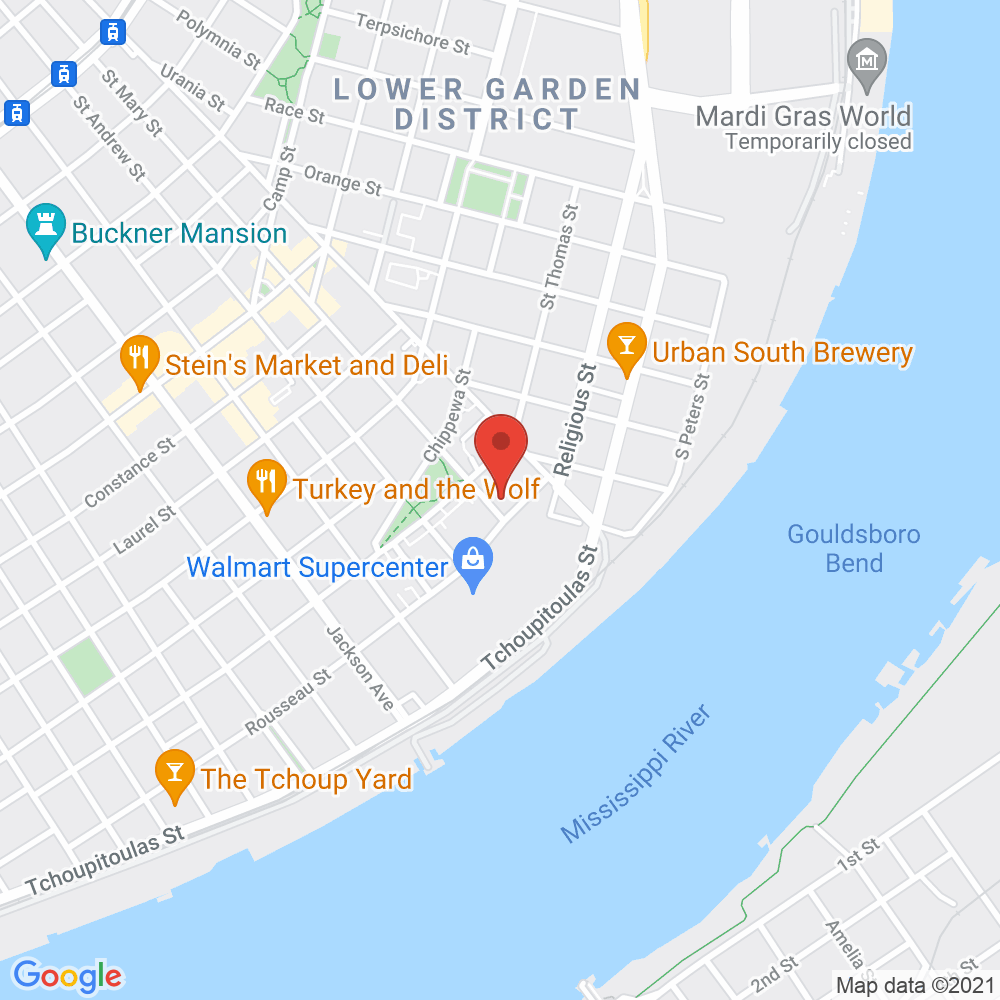 Polymnia St
Terpsichore St
Urania St
St Mary St
St Andrew St
Race St
LOWER GARDEN
DISTRICT
Mardi Gras World
Temporarily closed
Camp St
Orange St
Buckner Mansion
St Thomas St
Stein's Market and Deli
Urban South Brewery
Chippewa St
Religious St
S Peters St
Constance St
Laurel St
Turkey and the Wolf
Gouldsboro
Bend
Walmart Supercenter
Tchoupitoulas St
Jackson Ave
Rousseau St
Mississippi River
The Tchoup Yard
Tchoupitoulas St
1st St
Amelia
2nd St
St
Google
Map data ©2021